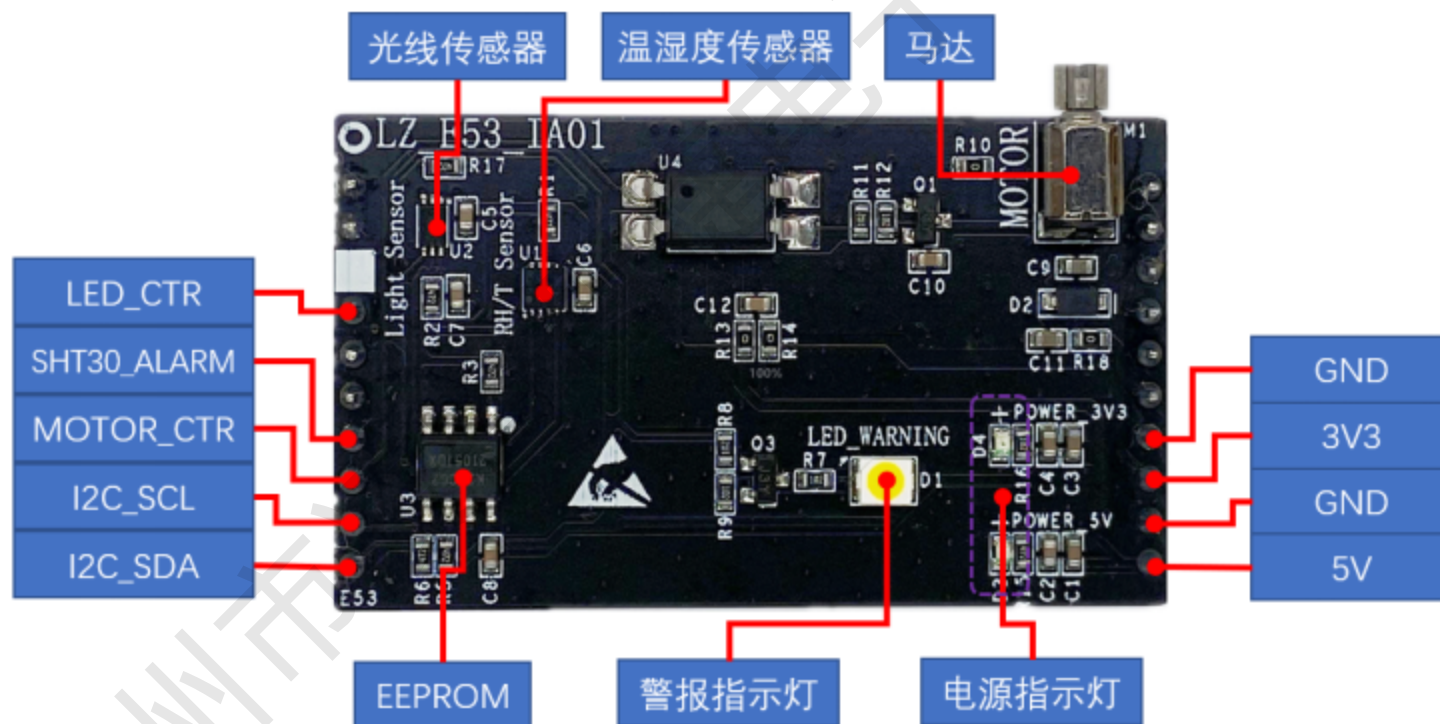 光线传感器
温湿度传感器
马达
LZ_E53_IA01
R17
U4
R10
MOTOR
M1
Light Sensor
C5
U2
RH/T Sensor
R1
U1
C6
R11
R12
Q1
C10
C9
D2
R2
C7
C12
R13
R14
100%
C11
R18
R3
LED_CTR
SHT30_ALARM
MOTOR_CTR
I2C_SCL
I2C_SDA
GND
3V3
GND
5V
POWER_3V3
D4
R16
C4
C3
R8
Q3
LED_WARNING
R7
D1
U3
R9
POWER_5V
C2
C1
R6
C8
E53
EEPROM
警报指示灯
电源指示灯